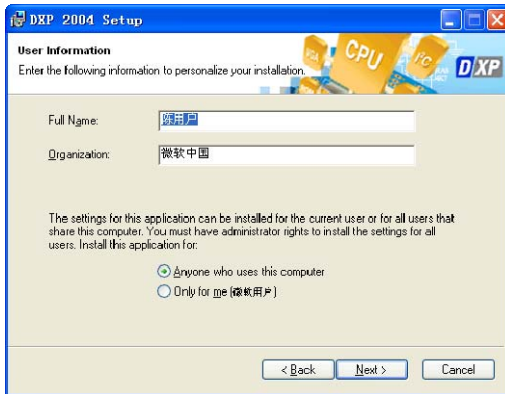 DXP 2004 Setup
User Information
Enter the following information to personalize your installation.
CPU
I²C
DXP
Full Name:
用户
Organization:
微软中国
The settings for this application can be installed for the current user or for all users that
share this computer. You must have administrator rights to install the settings for all
users. Install this application for:
Anyone who uses this computer
Only for me (微软用户)
< Back
Next >
Cancel